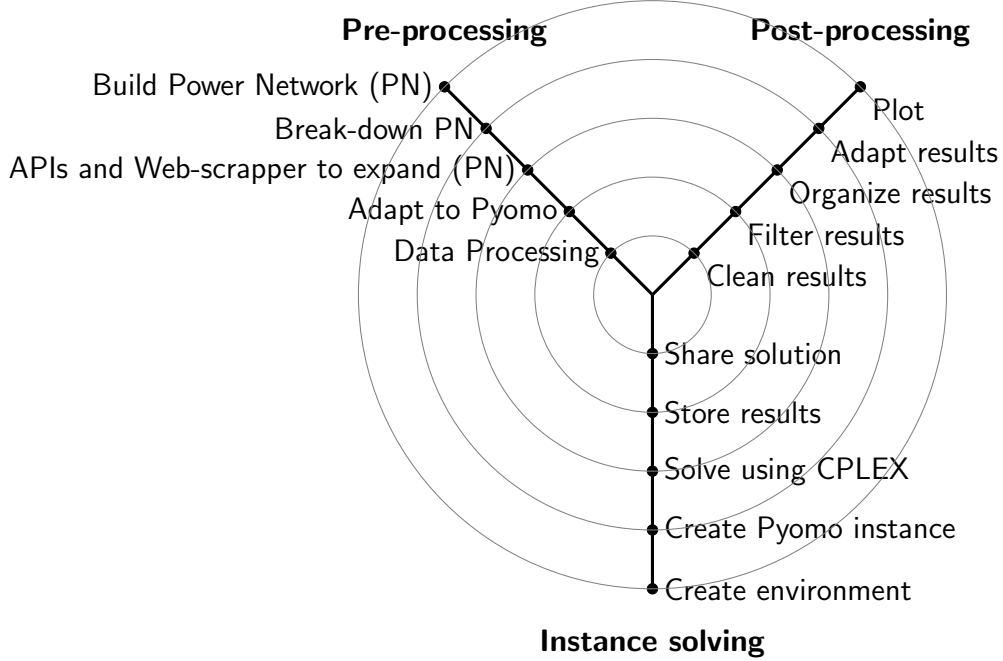 Pre-processing
Post-processing
Build Power Network (PN)
Plot
Break-down PN
Adapt results
APIs and Web-scrapper to expand (PN)
Organize results
Adapt to Pyomo
Filter results
Data Processing
Clean results
Share solution
Store results
Solve using CPLEX
Create Pyomo instance
Create environment
Instance solving